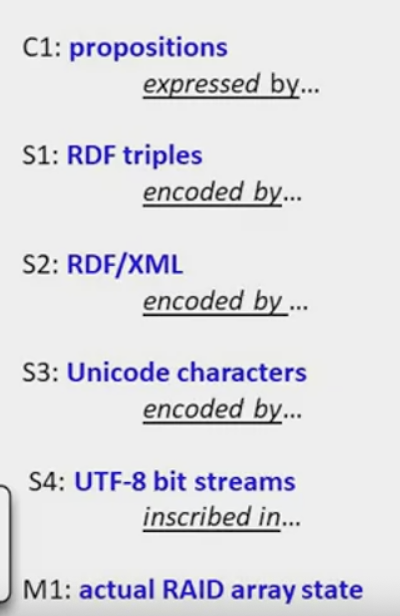 C1: propositions
expressed by...
S1: RDF triples
encoded by...
S2: RDF/XML
encoded by ...
S3: Unicode characters
encoded by...
S4: UTF-8 bit streams
inscribed in...
M1: actual RAID array state